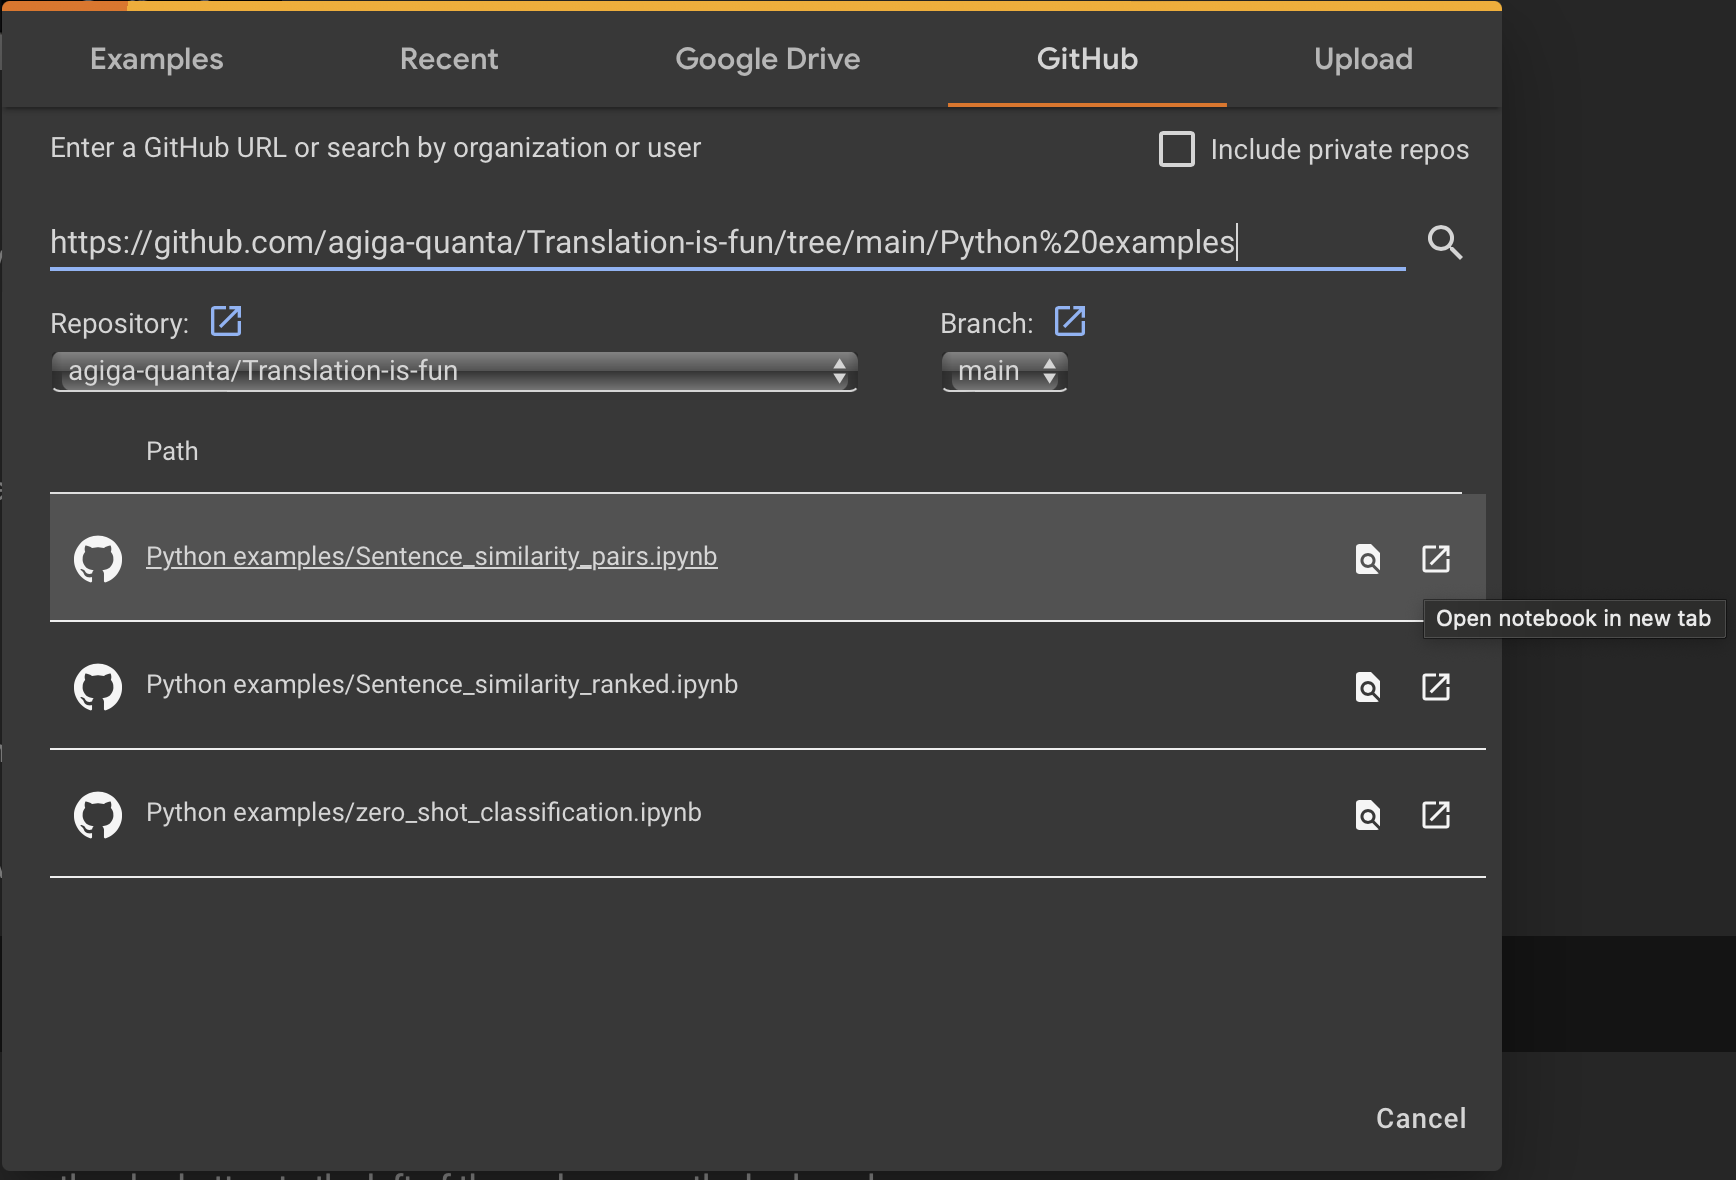 Examples Recent Google Drive GitHub Upload
Enter a GitHub URL or search by organization or user Include private repos
https://github.com/agiga-quanta/Translation-is-fun/tree/main/Python%20examples
Repository: Branch:
agiga-quanta/Translation-is-fun main
Path
Python examples/Sentence_similarity_pairs.ipynb
Open notebook in new tab
Python examples/Sentence_similarity_ranked.ipynb
Python examples/zero_shot_classification.ipynb
Cancel